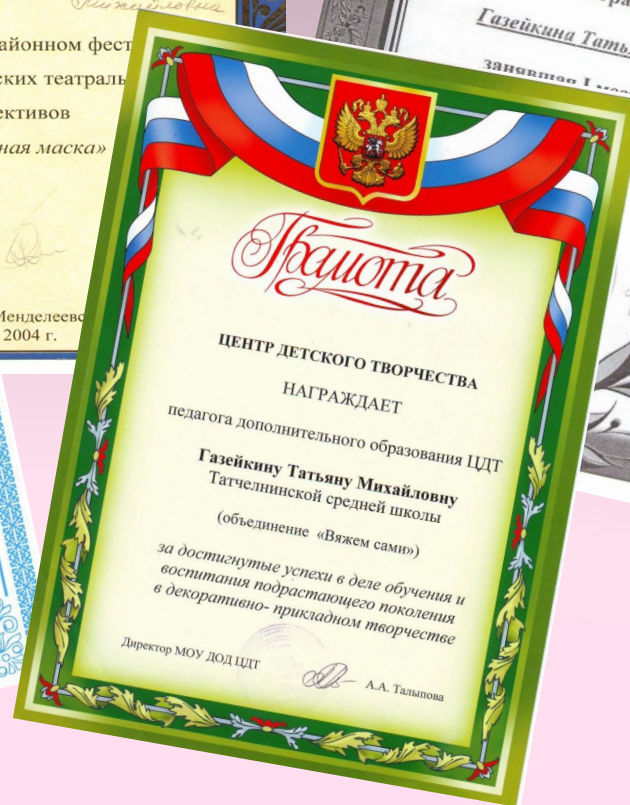 Михайловна
айонном фест
ских театраль
ективов
ная маска»
Менделеевс
2004 г.
Газейкина Тать
занявшая I мес
Грамота
ЦЕНТР ДЕТСКОГО ТВОРЧЕСТВА
НАГРАЖДАЕТ
педагога дополнительного образования ЦДТ
Газейкину Татьяну Михайловну
Татчелнинской средней школы
(объединение «Вяжем сами»)
за достигнутые успехи в деле обучения и
воспитания подрастающего поколения
в декоративно- прикладном творчестве
Директор МОУ ДОД ЦДТ
А.А. Талыпова